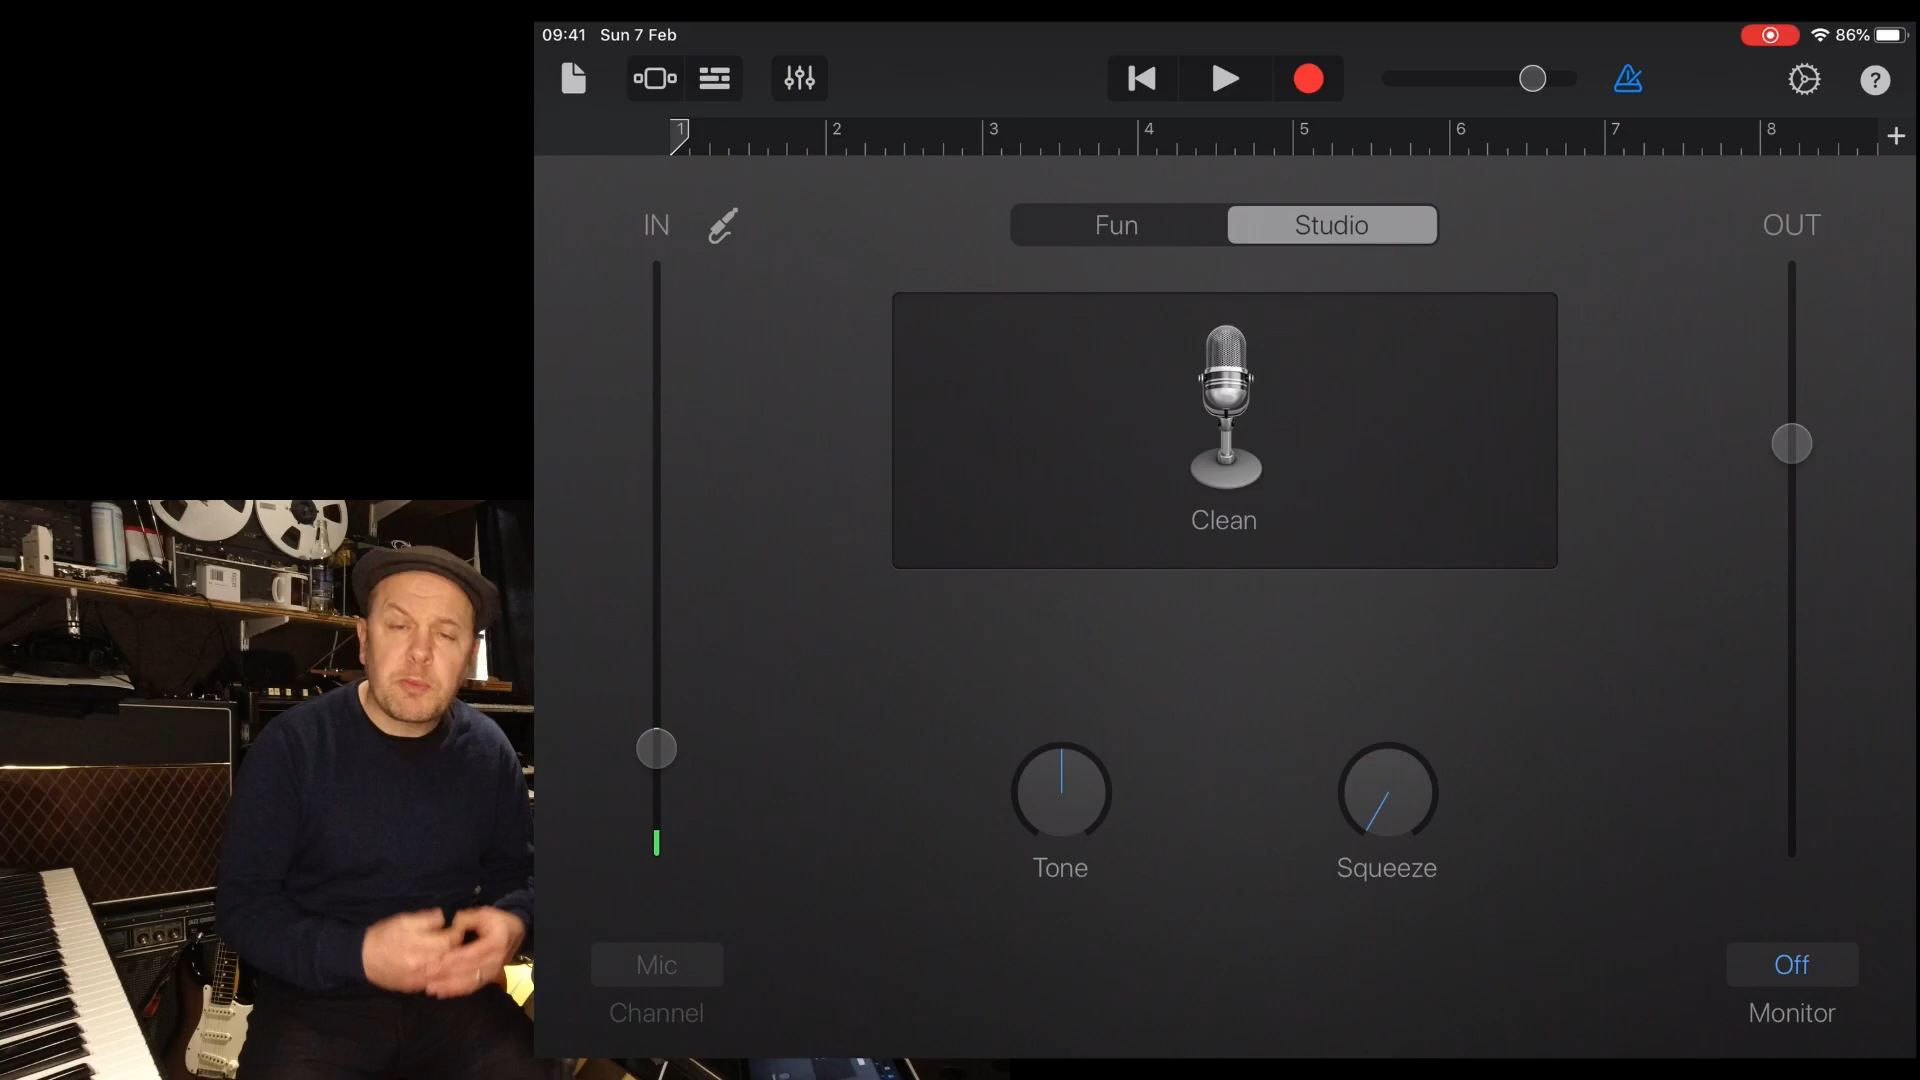 09:41 Sun 7 Feb
86%
1 2 3 4 5 6 7 8 +
IN
Fun
Studio
OUT
Clean
Tone
Squeeze
Mic
Channel
Off
Monitor